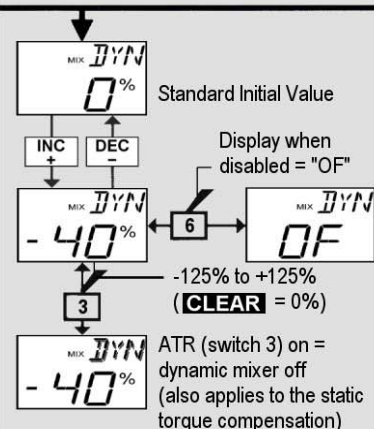 MIX DYN
0%
Standard Initial Value
INC
+
DEC
–
Display when
disabled = "OF"
MIX DYN
- 40%
6
MIX DYN
OF
-125% to +125%
( CLEAR = 0%)
3
MIX DYN
- 40%
ATR (switch 3) on =
dynamic mixer off
(also applies to the static
torque compensation)